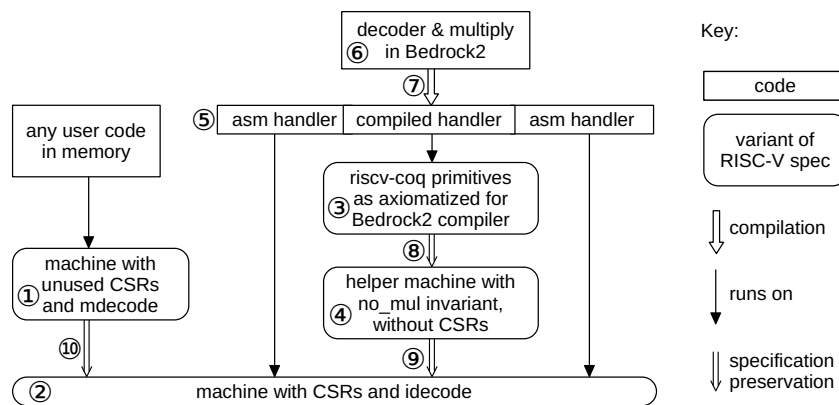 decoder & multiply
⑥ in Bedrock2
⑦
Key:
code
⑤ asm handler compiled handler asm handler
any user code
in memory
variant of
RISC-V spec
riscv-coq primitives
③ as axiomatized for
Bedrock2 compiler
compilation
⑧
machine with
① unused CSRs
and mdecode
helper machine with
④ no_mul invariant,
without CSRs
runs on
⑩
⑨
specification
preservation
② machine with CSRs and idecode